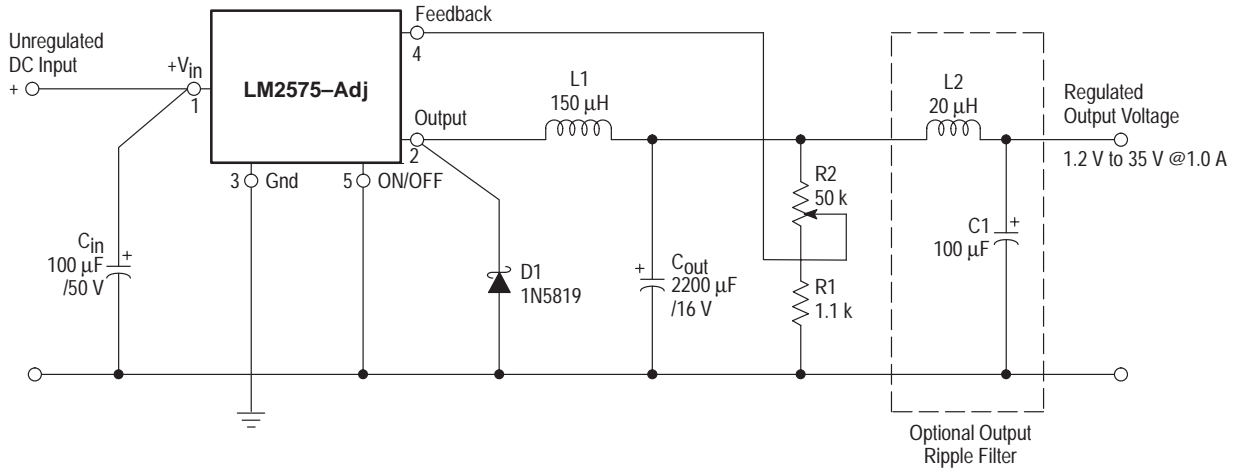 Feedback
4
Unregulated
DC Input
+
+Vin
1
LM2575–Adj
Output
2
L1
150 μH
L2
20 μH
Regulated
Output Voltage
1.2 V to 35 V @1.0 A
3 Gnd
5 ON/OFF
R2
50 k
Cin
100 μF
/50 V
+
D1
1N5819
+
Cout
2200 μF
/16 V
R1
1.1 k
C1
100 μF
+
Optional Output
Ripple Filter